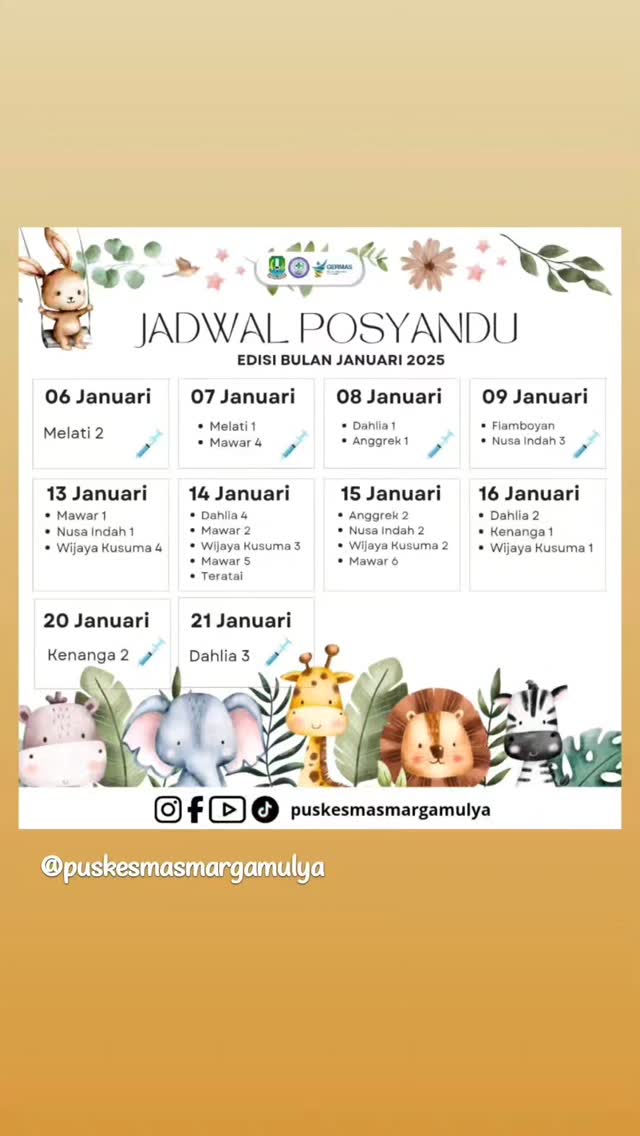 GERMAS
JADWAL POSYANDU
EDISI BULAN JANUARI 2025
06 Januari
Melati 2
07 Januari
• Melati 1
• Mawar 4
08 Januari
• Dahlia 1
• Anggrek 1
09 Januari
• Flamboyan
• Nusa Indah 3
13 Januari
• Mawar 1
• Nusa Indah 1
• Wijaya Kusuma 4
14 Januari
• Dahlia 4
• Mawar 2
• Wijaya Kusuma 3
• Mawar 5
• Teratai
15 Januari
• Anggrek 2
• Nusa Indah 2
• Wijaya Kusuma 2
• Mawar 6
16 Januari
• Dahlia 2
• Kenanga 1
• Wijaya Kusuma 1
20 Januari
Kenanga 2
21 Januari
Dahlia 3
puskesmasmargamulya
@puskesmasmargamulya